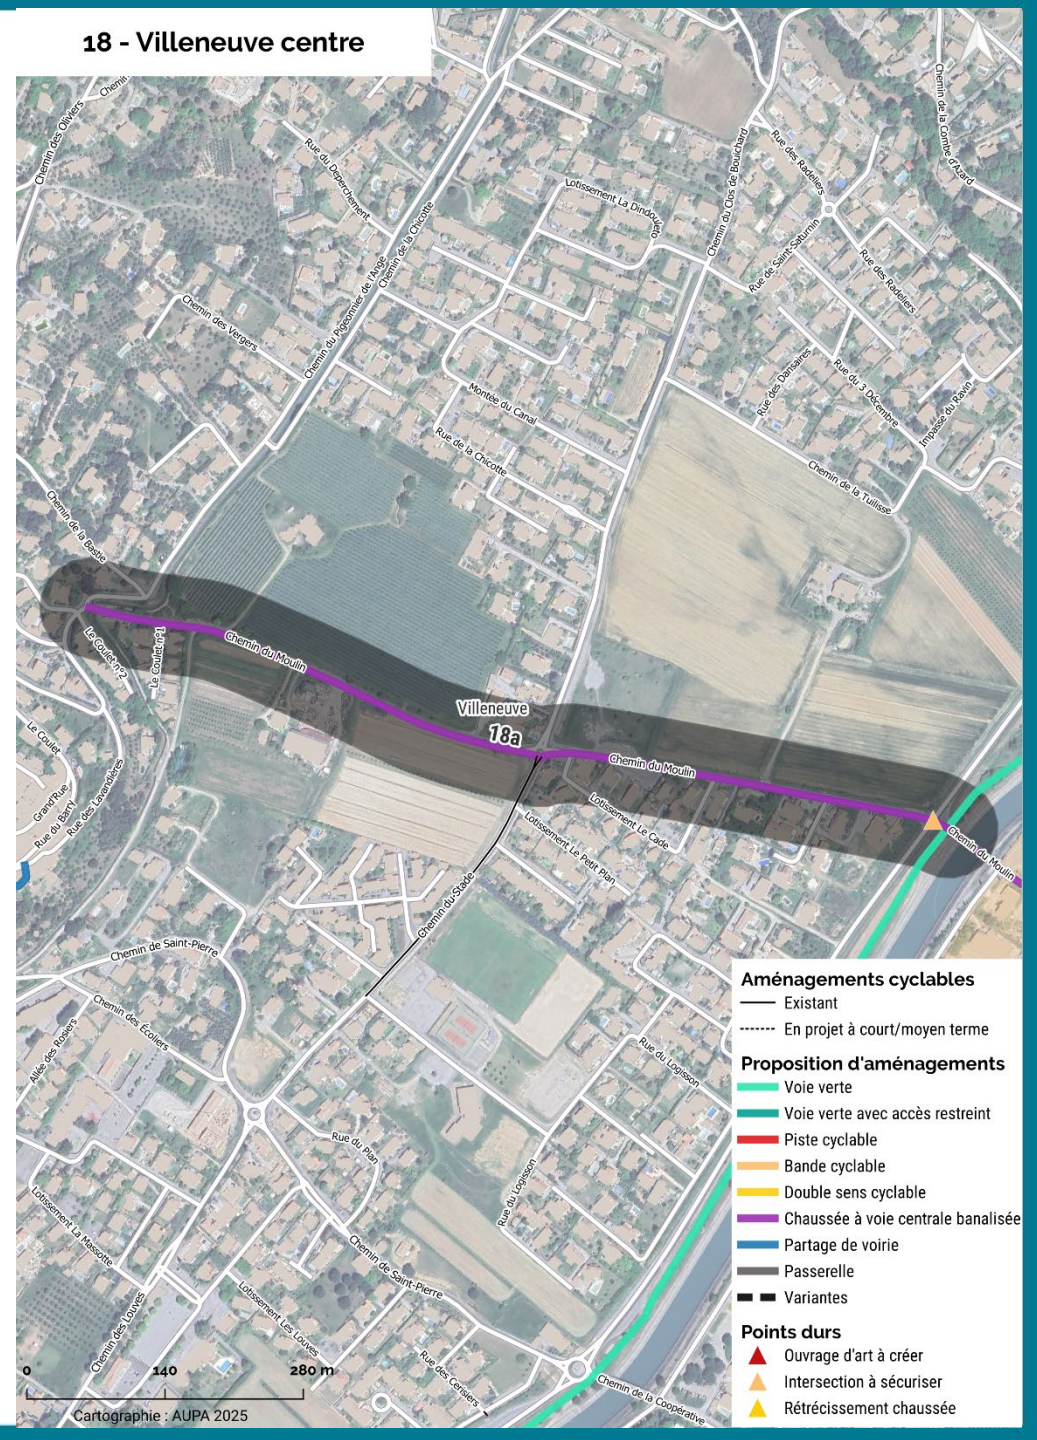 18 - Villeneuve centre
Chemin des Oliviers
Chemin
Chemin de la Combe d'Azard
Rue du Deperchement
Chemin du Clos de Bouichard
Rue des Radeliers
Lotissement La Dindouleto
Chemin de la Chicotte
Rue de Saint-Saturnin
Rue des Radeliers
Chemin du Pigeonnier de l'Ange
Chemin des Vergers
Montée du Canal
Rue de la Chicotte
Rue des Dansaires
Rue du 3 Décembre
Impasse du Ravin
Chemin de la Tuilisse
Chemin de la Bastie
Le Coulet n°2
Le Coulet n°1
Chemin du Moulin
Villeneuve
18a
Chemin du Moulin
Chemin du Moulin
Le Coulet
Grand'Rue
Rue du Barry
Rue des Lavandières
Lotissement Le Cade
Lotissement Le Petit Plan
Chemin du Stade
Chemin de Saint-Pierre
Chemin des Écoliers
Allée des Rosiers
Rue du Logisson
Rue du Plan
Rue du Logisson
Lotissement La Massotte
Chemin de Saint-Pierre
Chemin des Louves
Lotissement Les Louves
Rue des Cerisiers
Chemin de la Coopérative
0 140 280 m
Cartographie : AUPA 2025
Aménagements cyclables
Existant
En projet à court/moyen terme
Proposition d'aménagements
Voie verte
Voie verte avec accès restreint
Piste cyclable
Bande cyclable
Double sens cyclable
Chaussée à voie centrale banalisée
Partage de voirie
Passerelle
Variantes
Points durs
Ouvrage d'art à créer
Intersection à sécuriser
Rétrécissement chaussée